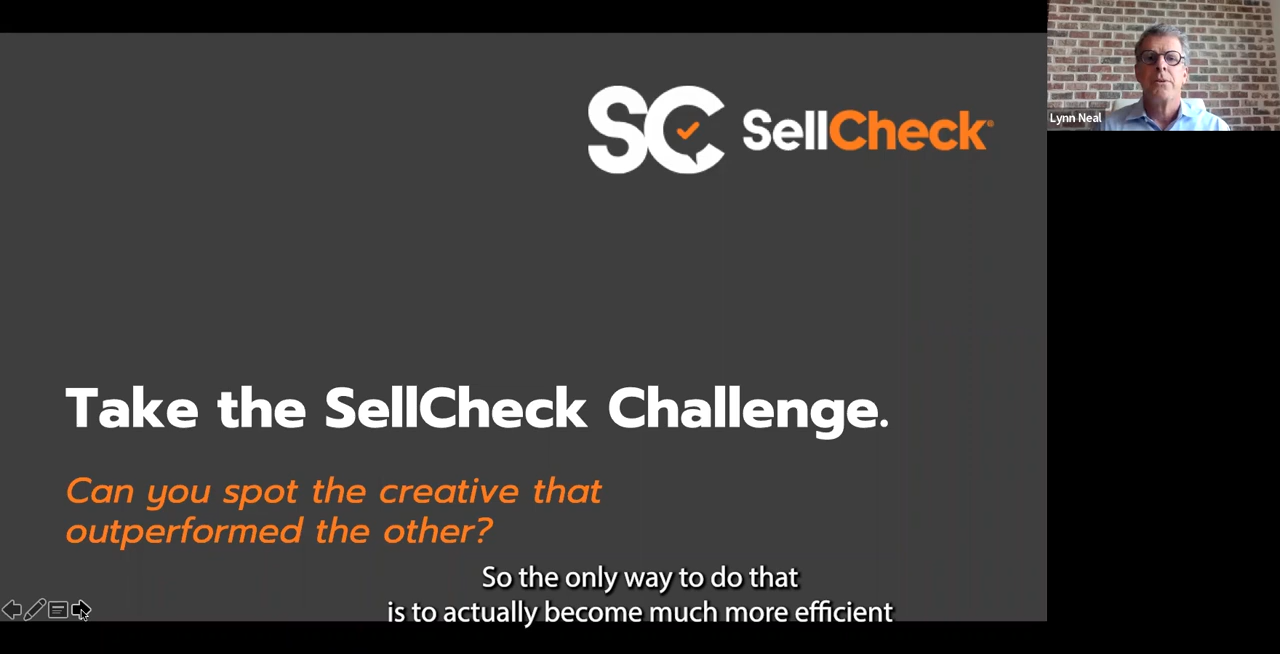 SC SellCheck®
Lynn Neal
Take the SellCheck Challenge.
Can you spot the creative that
outperformed the other?
So the only way to do that
is to actually become much more efficient